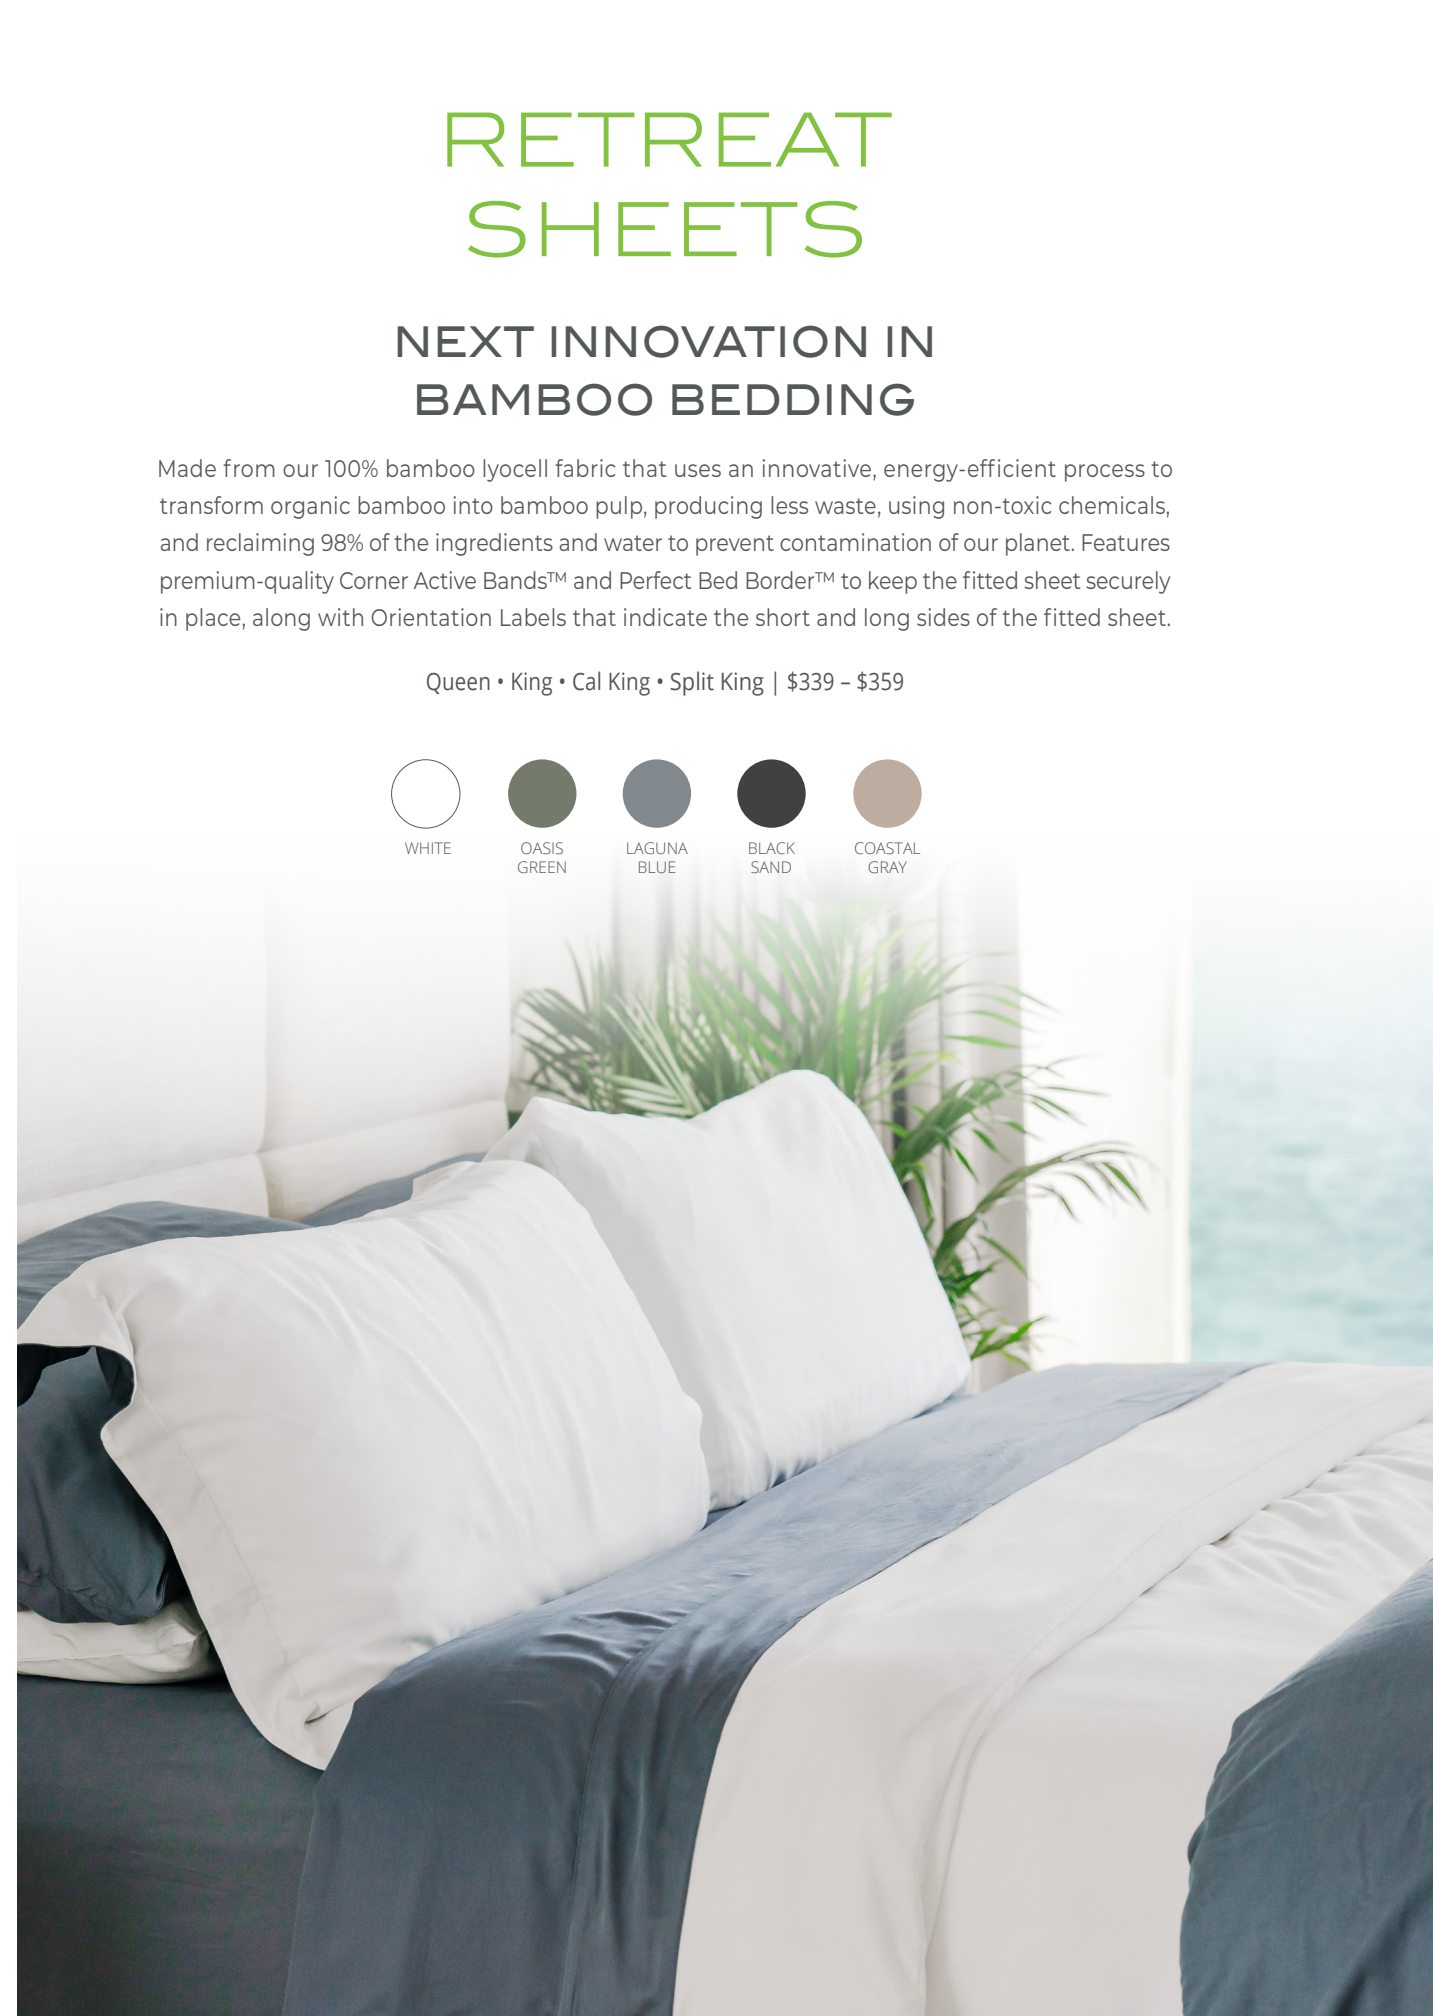 RETREAT
SHEETS
NEXT INNOVATION IN
BAMBOO BEDDING
Made from our 100% bamboo lyocell fabric that uses an innovative, energy-efficient process to
transform organic bamboo into bamboo pulp, producing less waste, using non-toxic chemicals,
and reclaiming 98% of the ingredients and water to prevent contamination of our planet. Features
premium-quality Corner Active Bands™ and Perfect Bed Border™ to keep the fitted sheet securely
in place, along with Orientation Labels that indicate the short and long sides of the fitted sheet.
Queen • King • Cal King • Split King | $339 – $359
WHITE
OASIS
GREEN
LAGUNA
BLUE
BLACK
SAND
COASTAL
GRAY